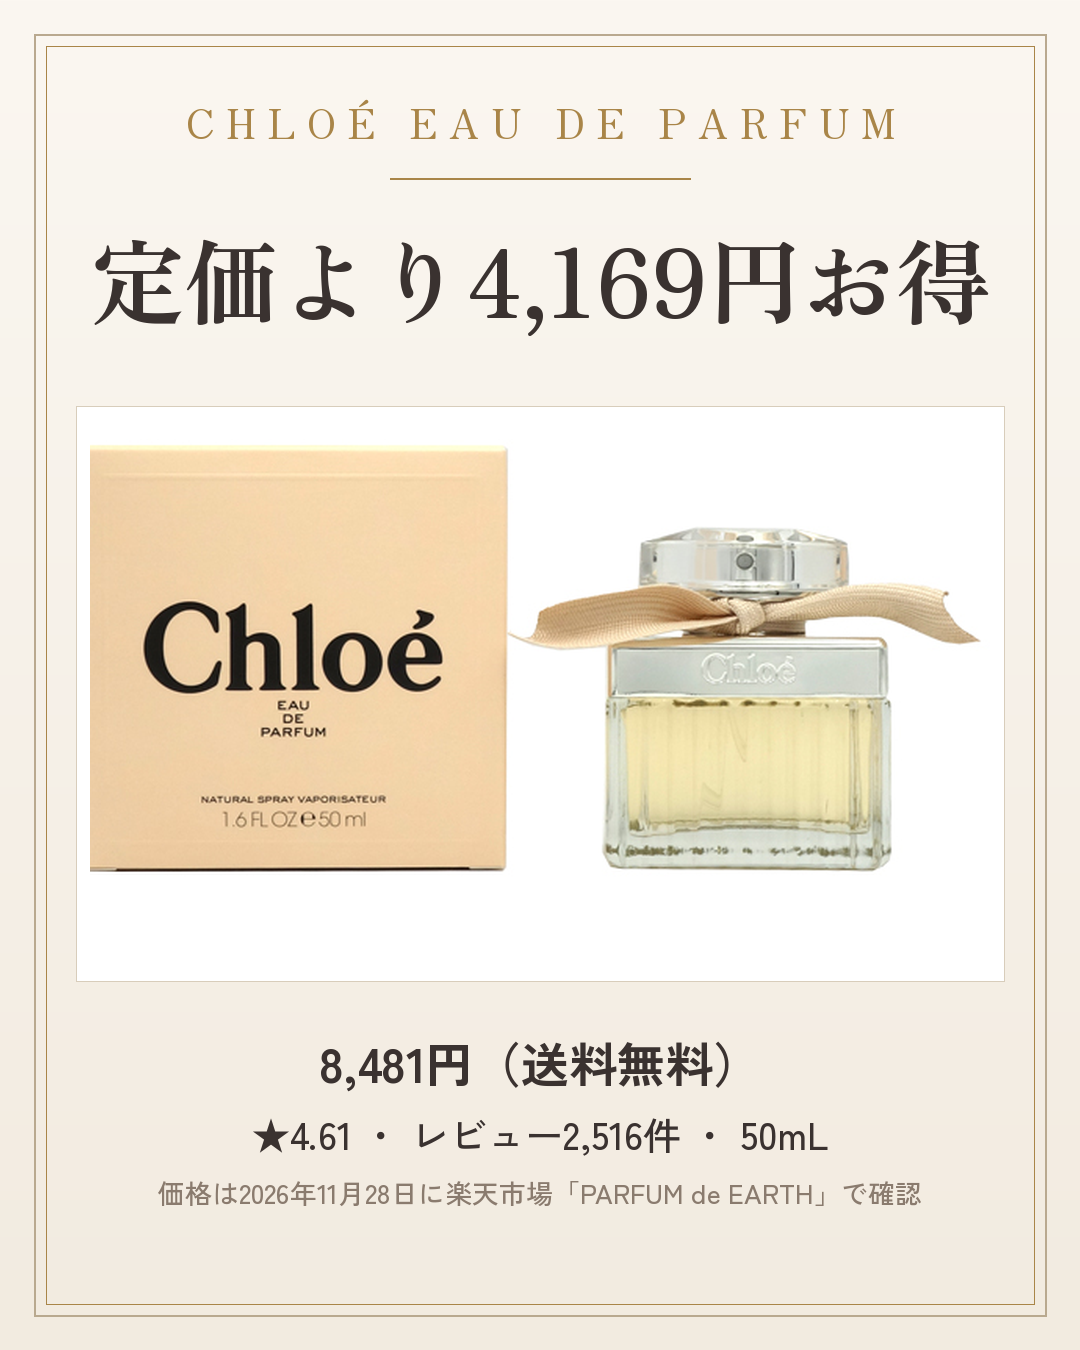 CHLOÉ EAU DE PARFUM
定価より4,169円お得
Chloé
EAU
DE
PARFUM
NATURAL SPRAY VAPORISATEUR
1.6 FL OZ℮50 ml
Chloé
8,481円（送料無料）
★4.61 ・ レビュー2,516件 ・ 50mL
価格は2026年11月28日に楽天市場「PARFUM de EARTH」で確認